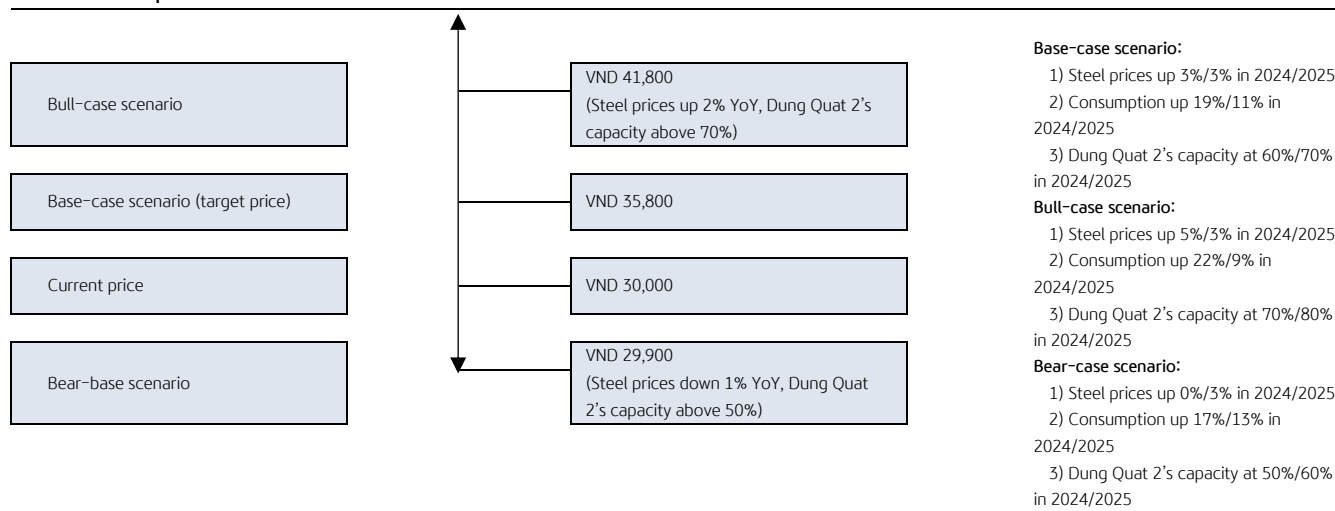 Bull-case scenario
VND 41,800
(Steel prices up 2% YoY, Dung Quat 2's
capacity above 70%)
Base-case scenario (target price)
VND 35,800
Current price
VND 30,000
Bear-base scenario
VND 29,900
(Steel prices down 1% YoY, Dung Quat
2's capacity above 50%)
Base-case scenario:
1) Steel prices up 3%/3% in 2024/2025
2) Consumption up 19%/11% in
2024/2025
3) Dung Quat 2's capacity at 60%/70%
in 2024/2025
Bull-case scenario:
1) Steel prices up 5%/3% in 2024/2025
2) Consumption up 22%/9% in
2024/2025
3) Dung Quat 2's capacity at 70%/80%
in 2024/2025
Bear-case scenario:
1) Steel prices up 0%/3% in 2024/2025
2) Consumption up 17%/13% in
2024/2025
3) Dung Quat 2's capacity at 50%/60%
in 2024/2025